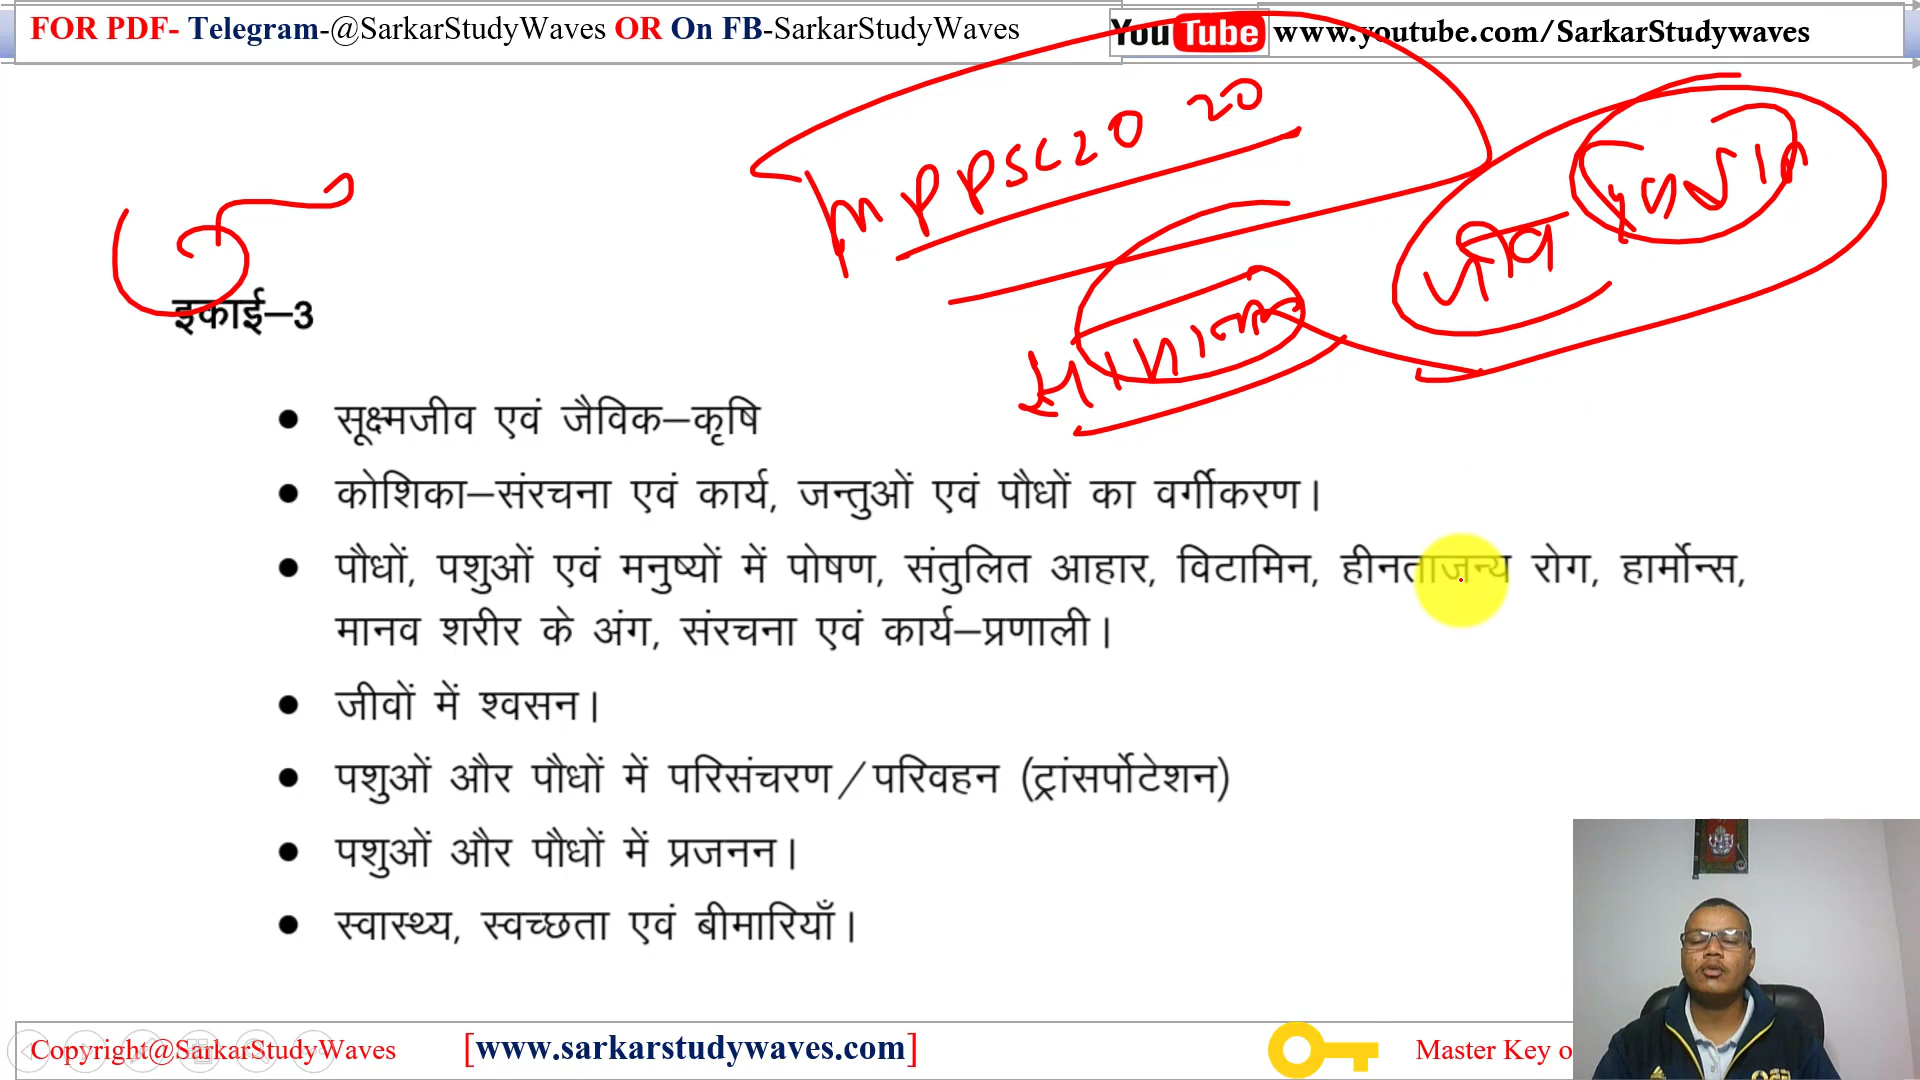 FOR PDF- Telegram-@SarkarStudyWaves OR On FB-SarkarStudyWaves
You Tube www.youtube.com/SarkarStudywaves
MPPSC2020
जीव विज्ञान
इकाई–3
• सूक्ष्मजीव एवं जैविक–कृषि
• कोशिका–संरचना एवं कार्य, जन्तुओं एवं पौधों का वर्गीकरण।
• पौधों, पशुओं एवं मनुष्यों में पोषण, संतुलित आहार, विटामिन, हीनताजन्य रोग, हार्मोन्स,
मानव शरीर के अंग, संरचना एवं कार्य–प्रणाली।
• जीवों में श्वसन।
• पशुओं और पौधों में परिसंचरण/परिवहन (ट्रांसर्पोटेशन)
• पशुओं और पौधों में प्रजनन।
• स्वास्थ्य, स्वच्छता एवं बीमारियाँ।
Copyright@SarkarStudyWaves [www.sarkarstudywaves.com] Master Key o